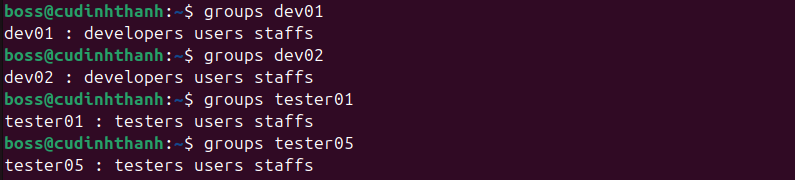 boss@cudinhthanh:~$ groups dev01
dev01 : developers users staffs
boss@cudinhthanh:~$ groups dev02
dev02 : developers users staffs
boss@cudinhthanh:~$ groups tester01
tester01 : testers users staffs
boss@cudinhthanh:~$ groups tester05
tester05 : testers users staffs